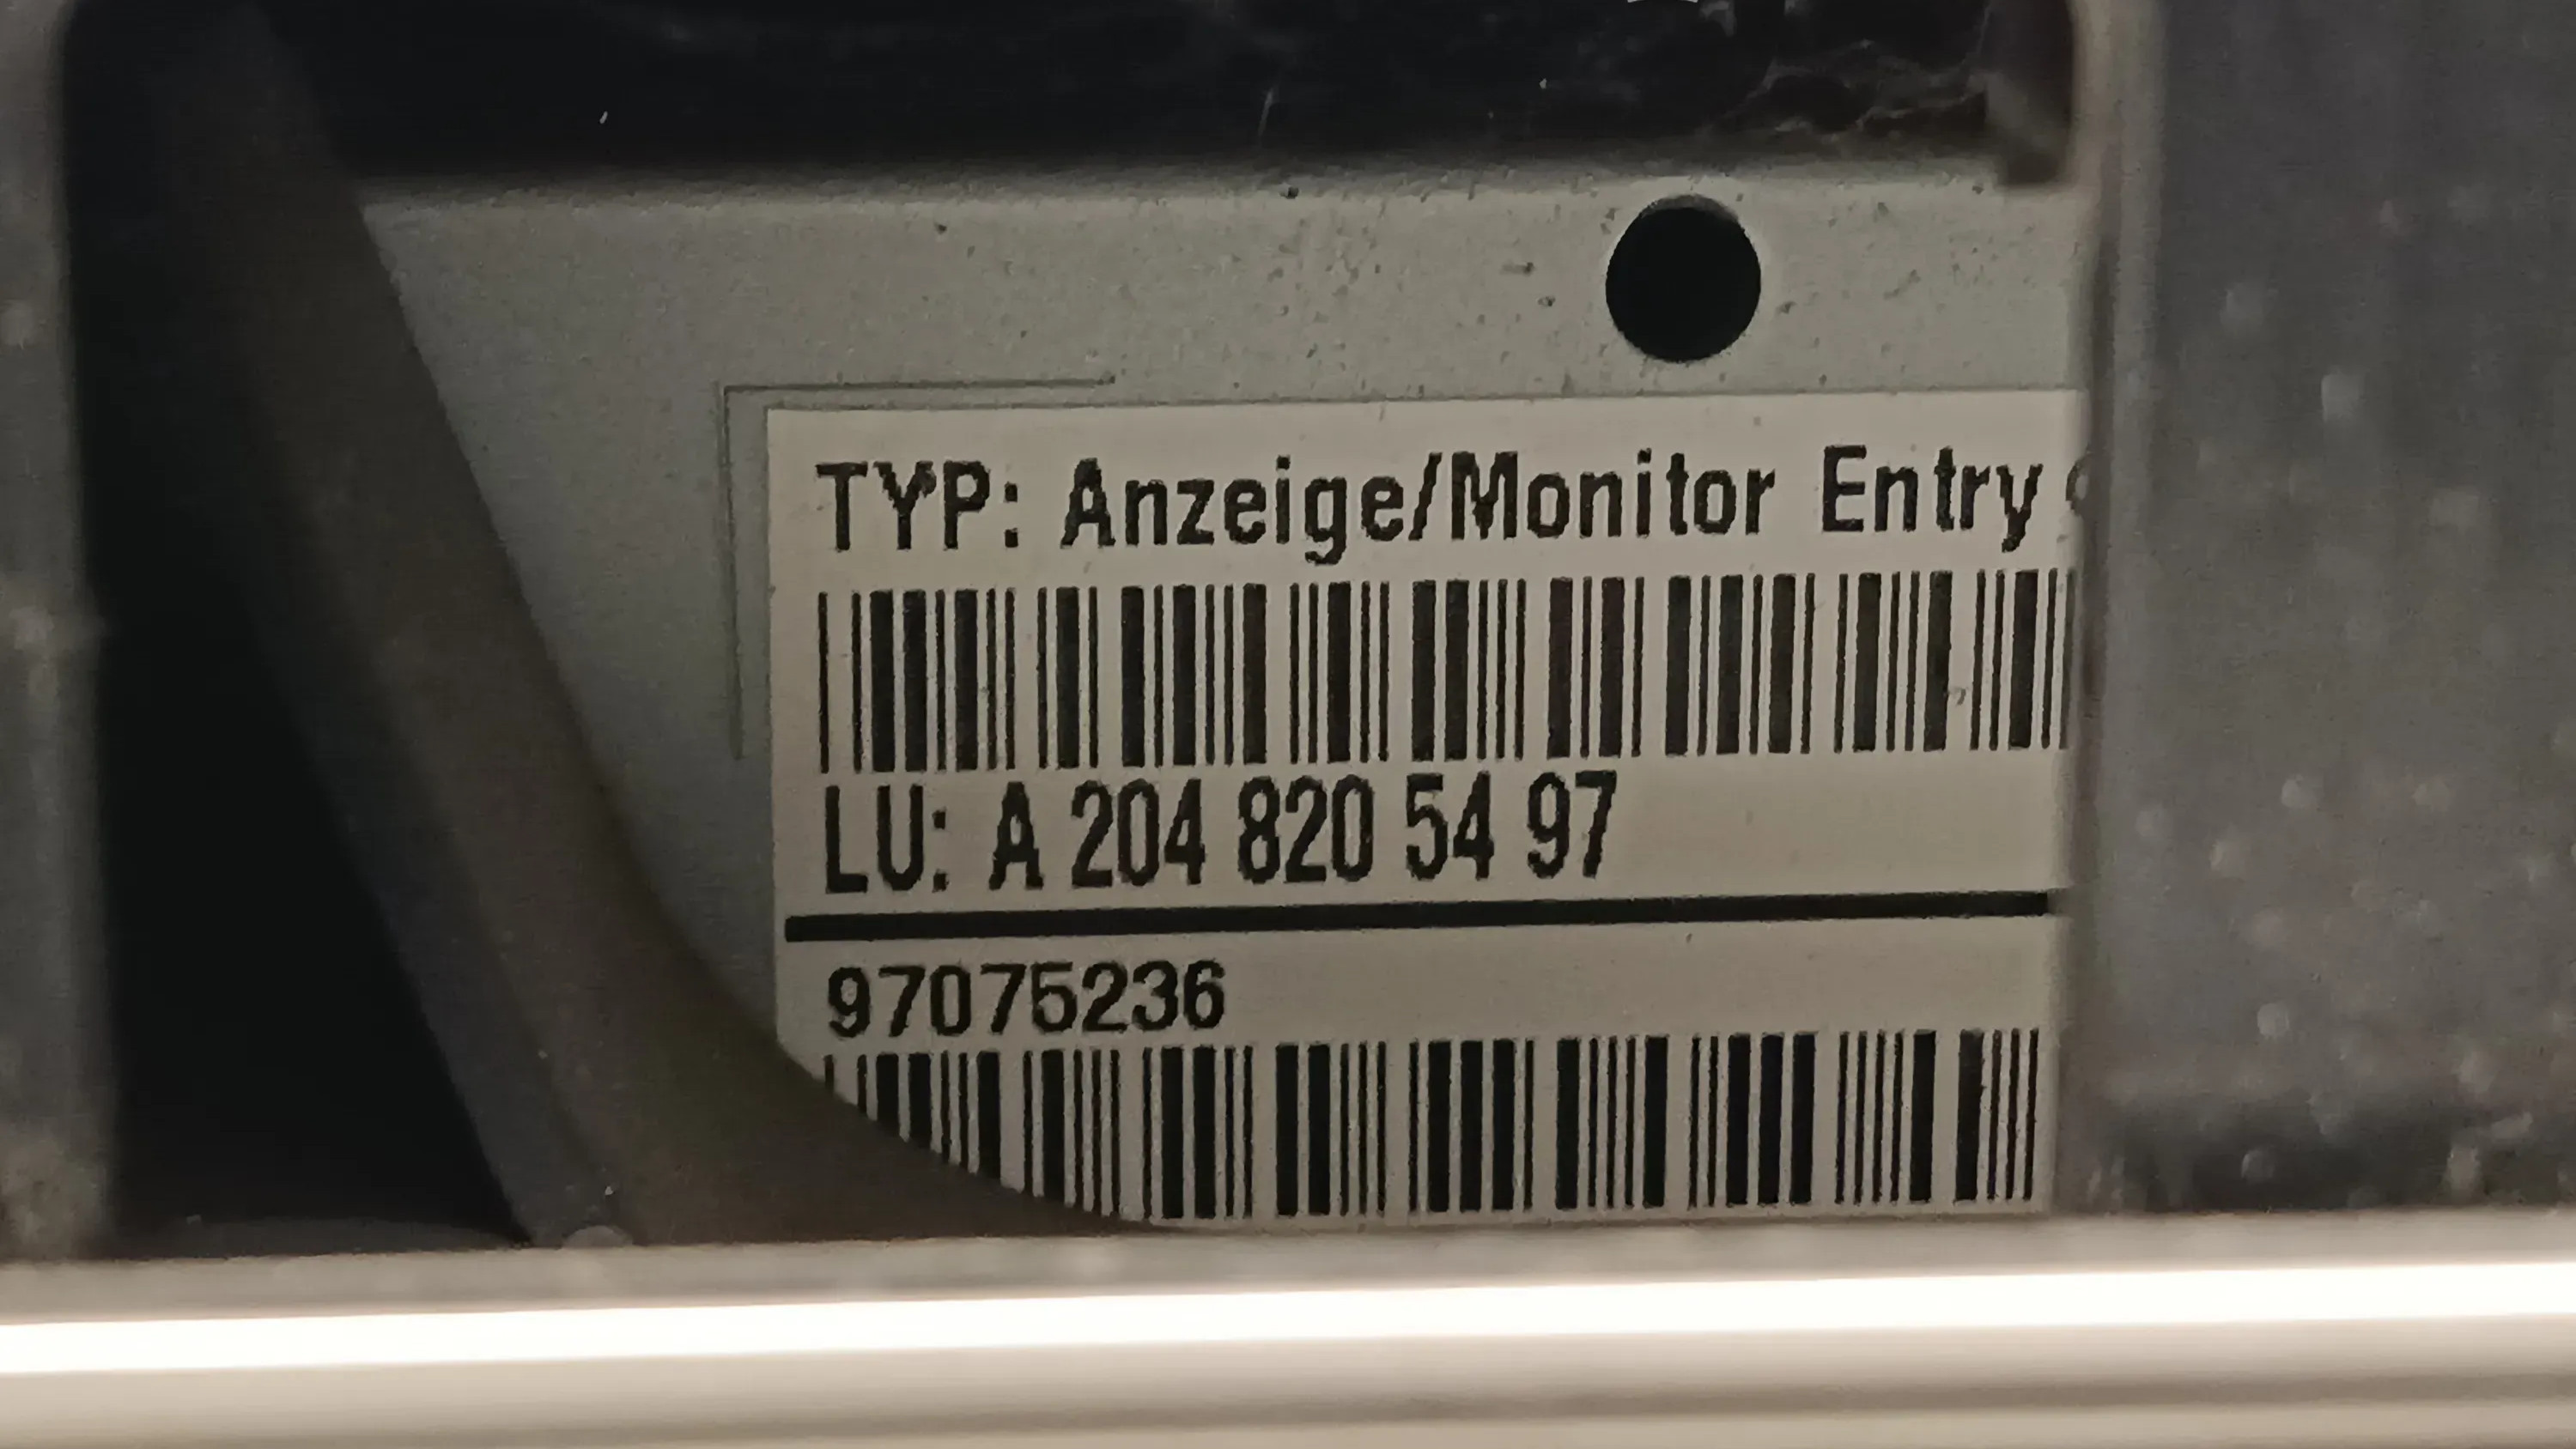 TYP: Anzeige/Monitor Entry
LU: A 204 820 54 97
97075236